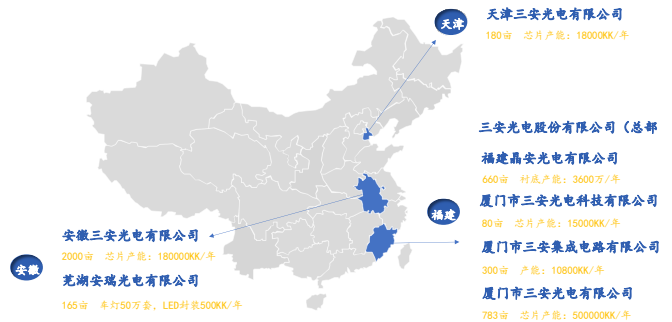 天津
天津三安光电有限公司
180亩 芯片产能：18000KK/年
三安光电股份有限公司（总部
福建晶安光电有限公司
660亩 衬底产能：3600万/年
福建
厦门市三安光电科技有限公司
80亩 芯片产能：15000KK/年
厦门市三安集成电路有限公司
300亩 产能：10800KK/年
厦门市三安光电有限公司
783亩 芯片产能：500000KK/年
安徽
安徽三安光电有限公司
2000亩 芯片产能：180000KK/年
芜湖安瑞光电有限公司
165亩 车灯50万套、LED封装500KK/年